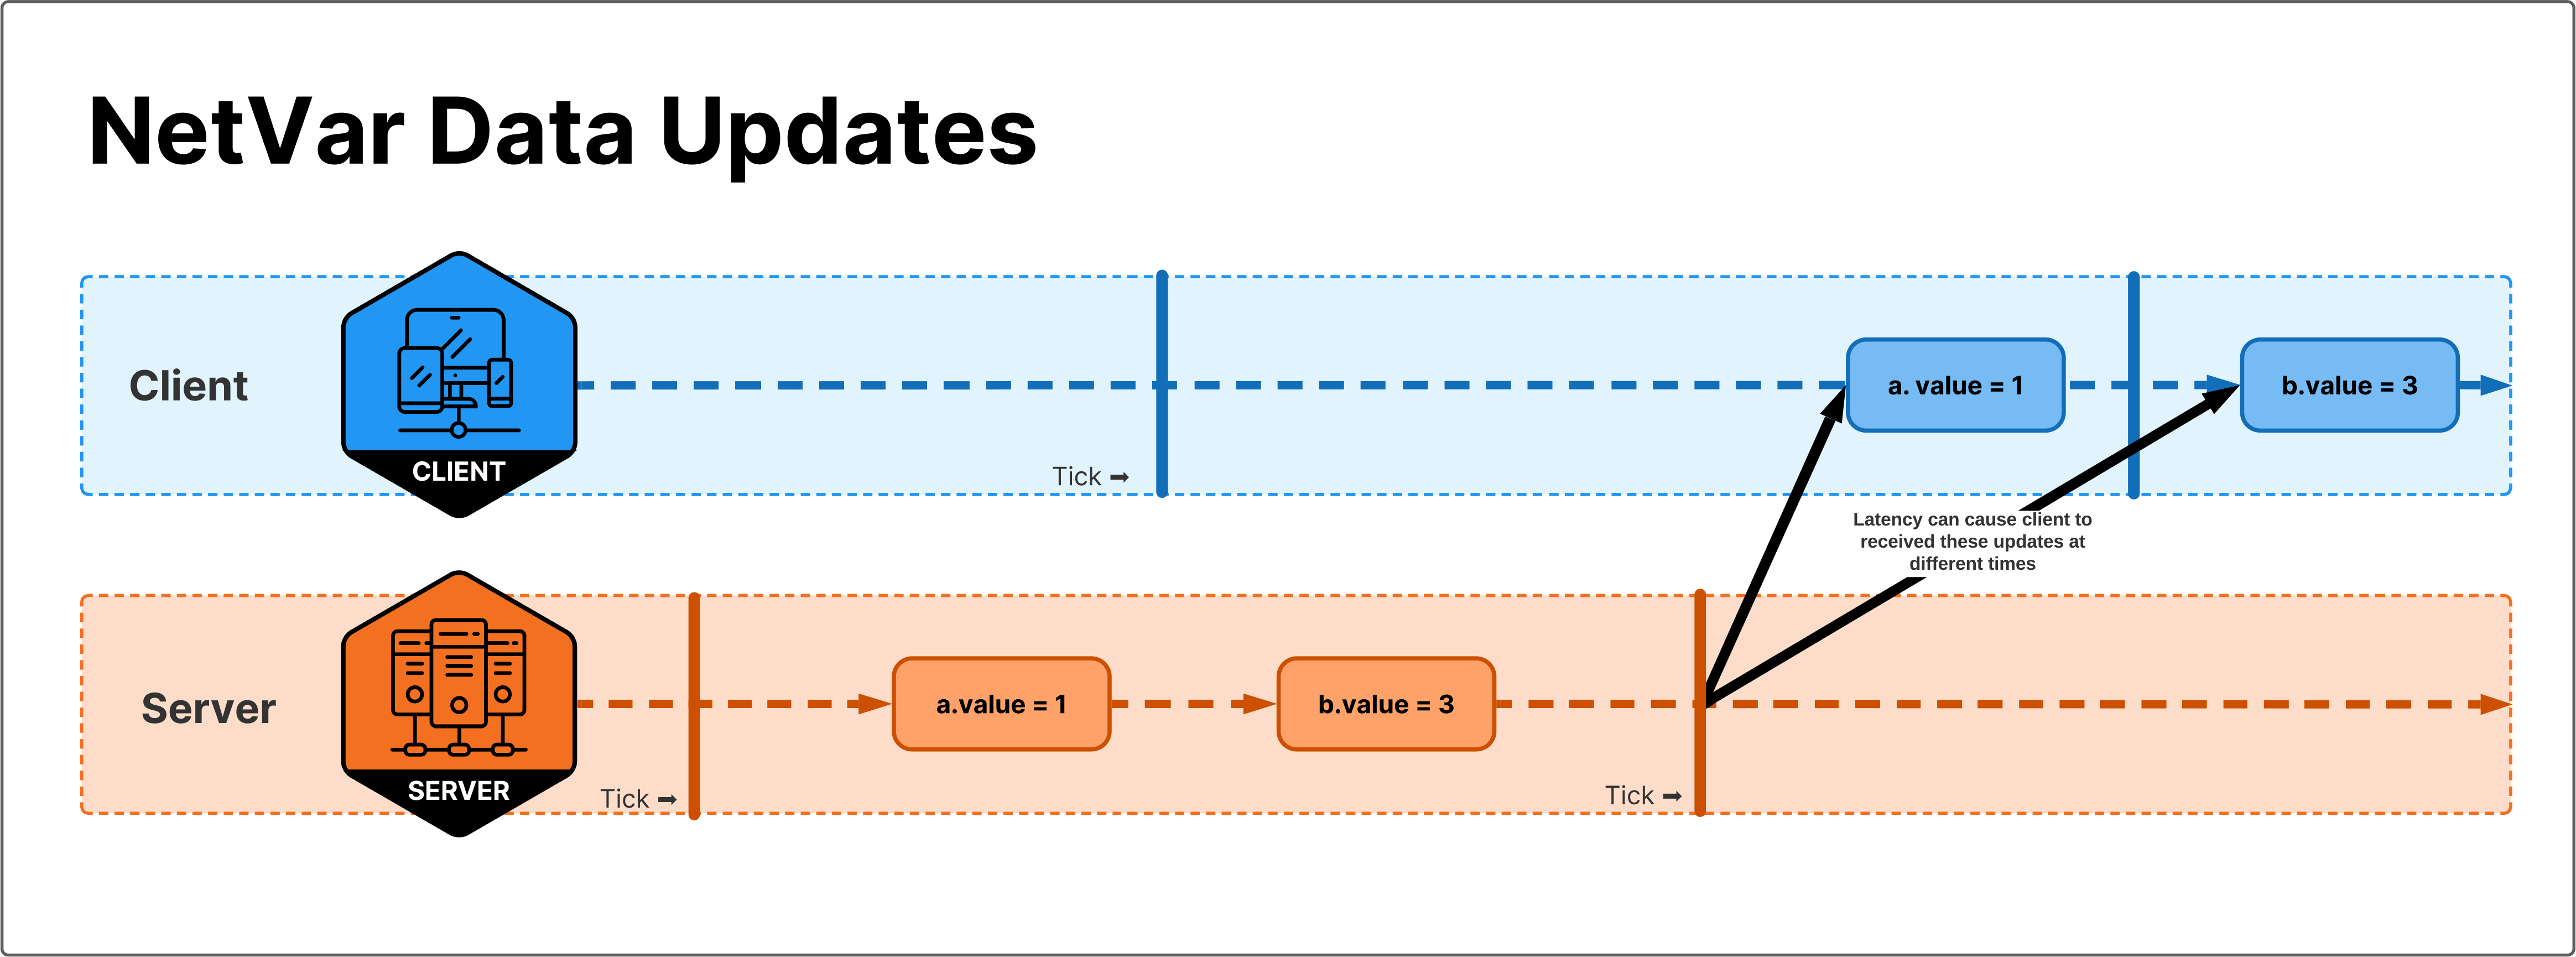 NetVar Data Updates
Client
CLIENT
Tick ➡
a. value = 1
b.value = 3
Latency can cause client to
received these updates at
different times
Server
SERVER
Tick ➡
a.value = 1
b.value = 3
Tick ➡